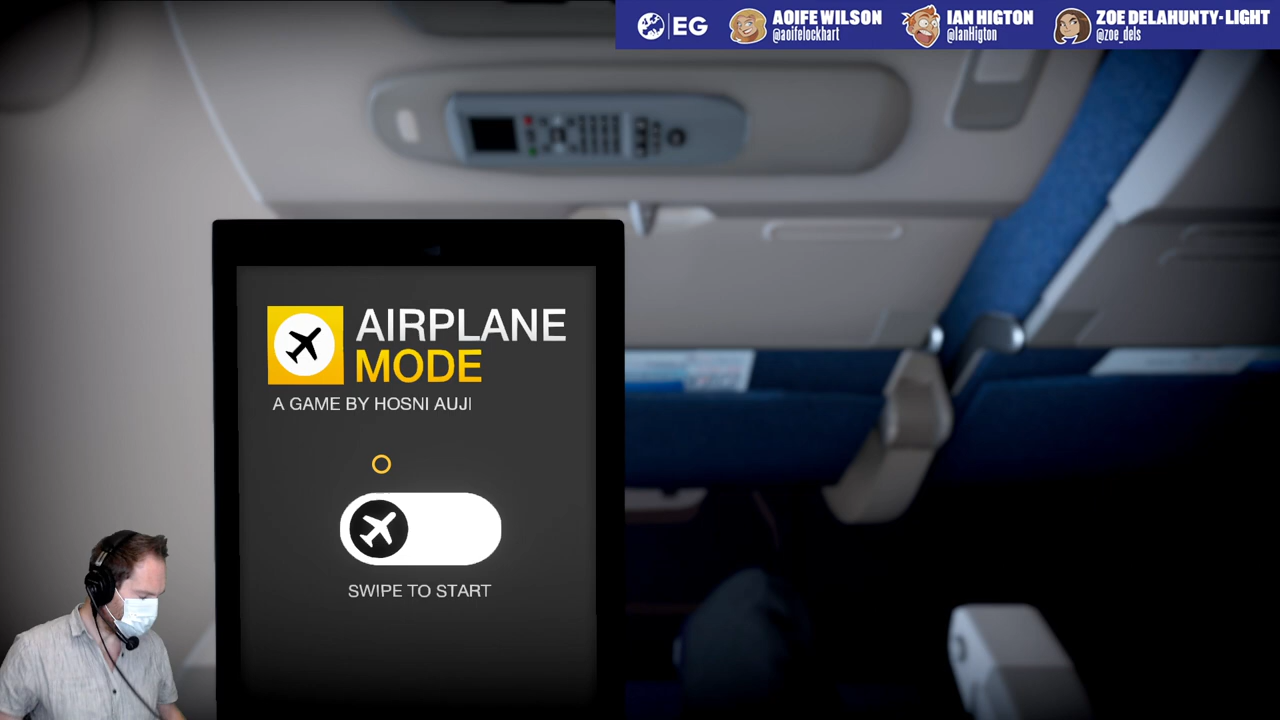 EG
AOIFE WILSON
@aoifelockhart
IAN HIGTON
@IanHigton
ZOE DELAHUNTY-LIGHT
@zoe_dels
AIRPLANE
MODE
A GAME BY HOSNI AUJI
SWIPE TO START